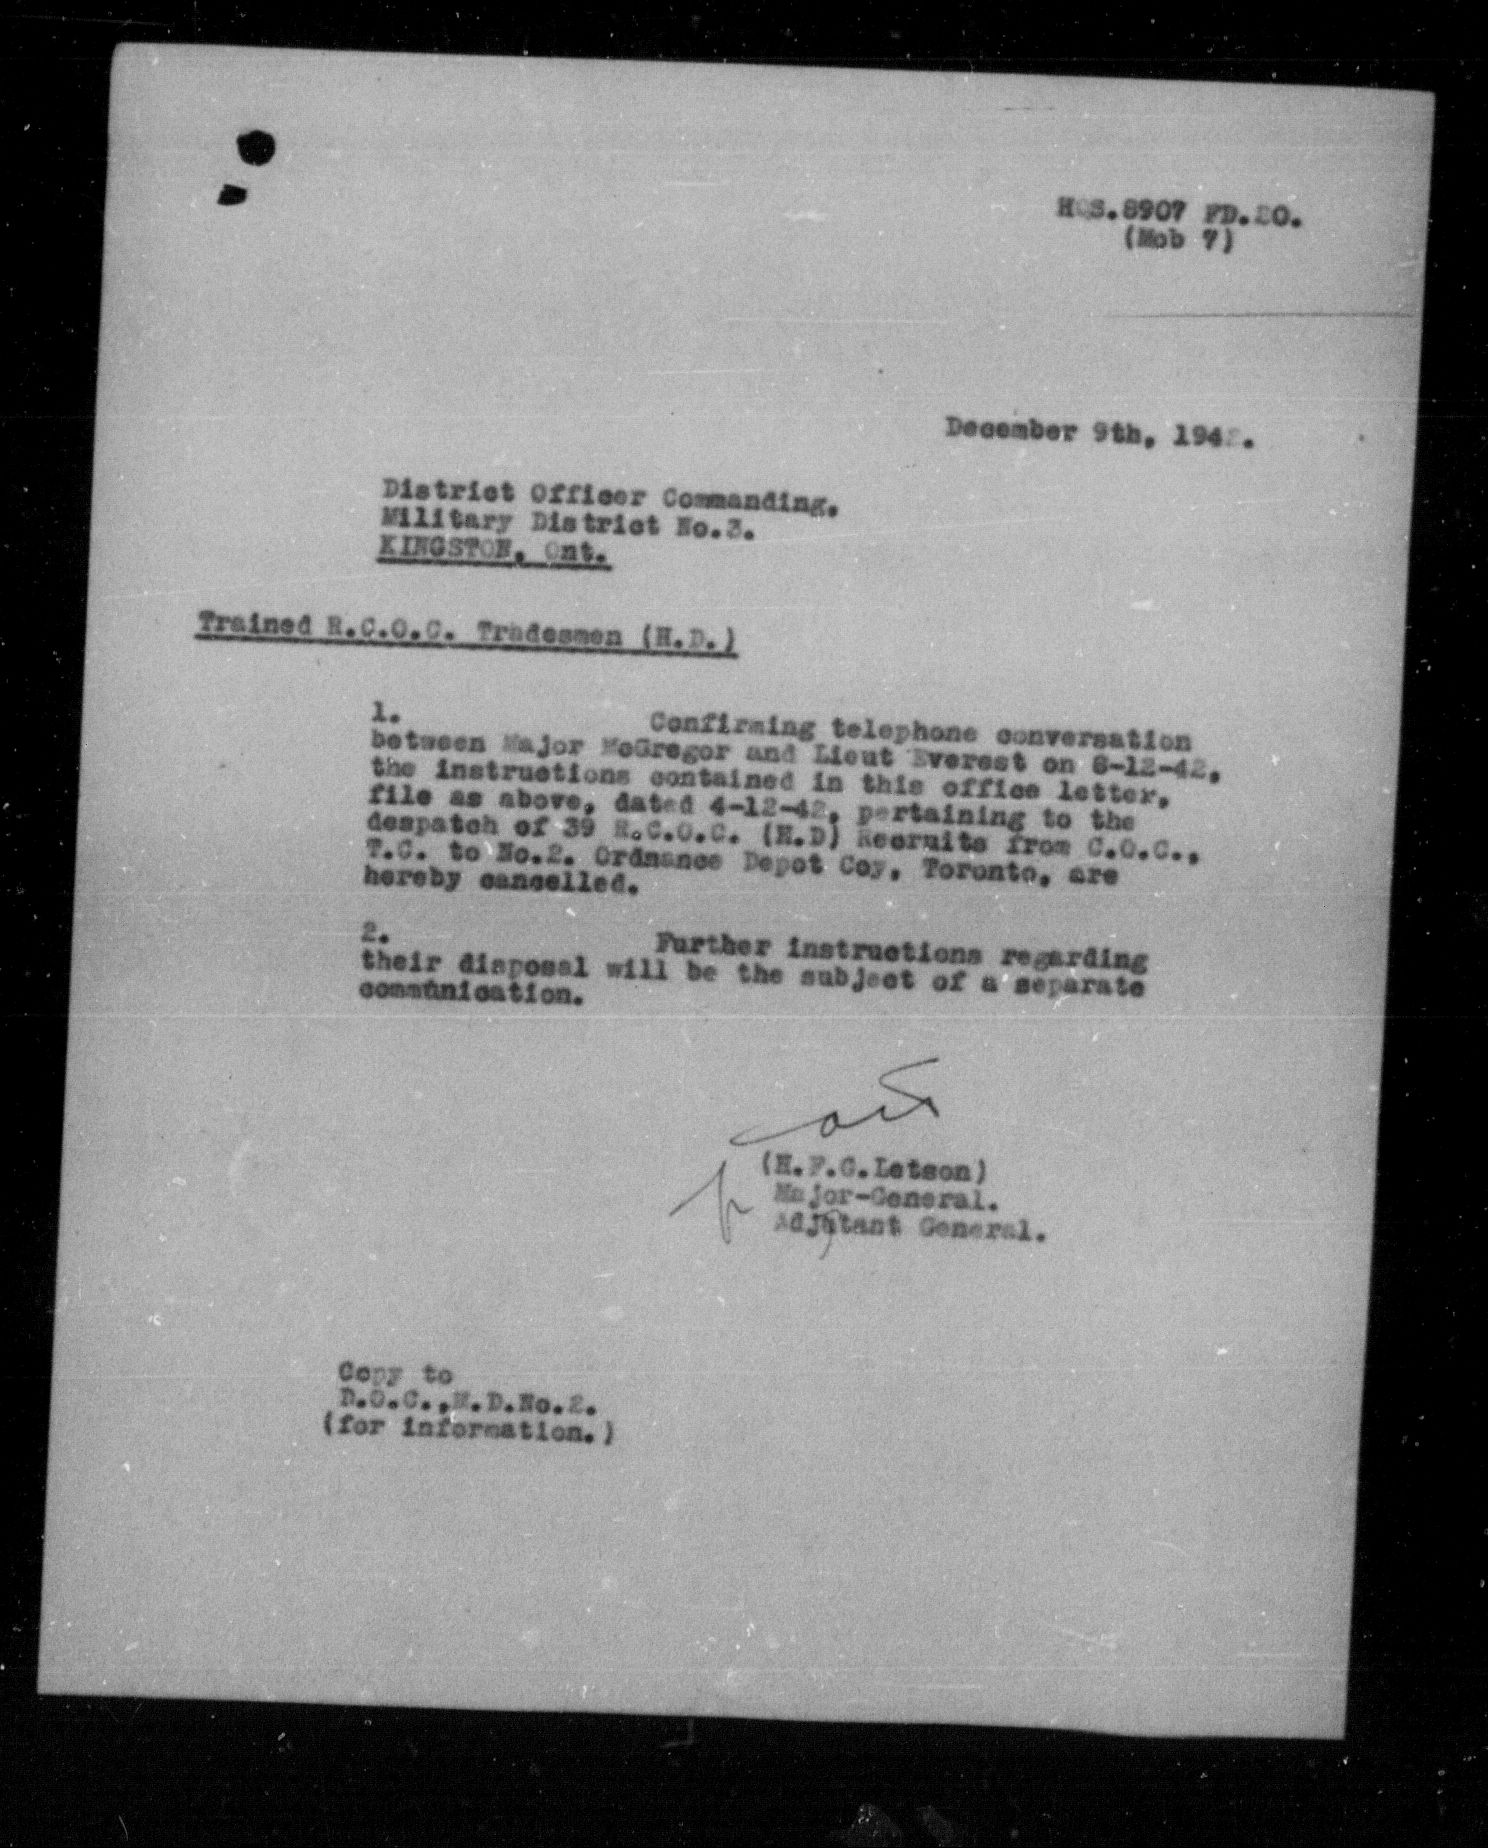 HQS.8907 FD.20.
(Mob 7)
December 9th, 1942.
District Officer Commanding.
Military District No.3.
KINGSTON, Ont.
Trained R.C.O.C. Tradesmen (H.D.)
1. Confirming telephone conversation
between Major McGregor and Lieut Everest on 8-12-42,
the instructions contained in this office letter,
file as above, dated 4-12-42, pertaining to the
despatch of 39 R.C.O.C. (H.D) Recruits from C.O.C.,
T.C. to No.2. Ordnance Depot Coy, Toronto, are
hereby cancelled.
2. Further instructions regarding
their disposal will be the subject of a separate
communication.
(H.F.G.Letson)
Major-General.
Adjutant General.
Copy to
D.O.C.,M.D.No.2.
(for information.)